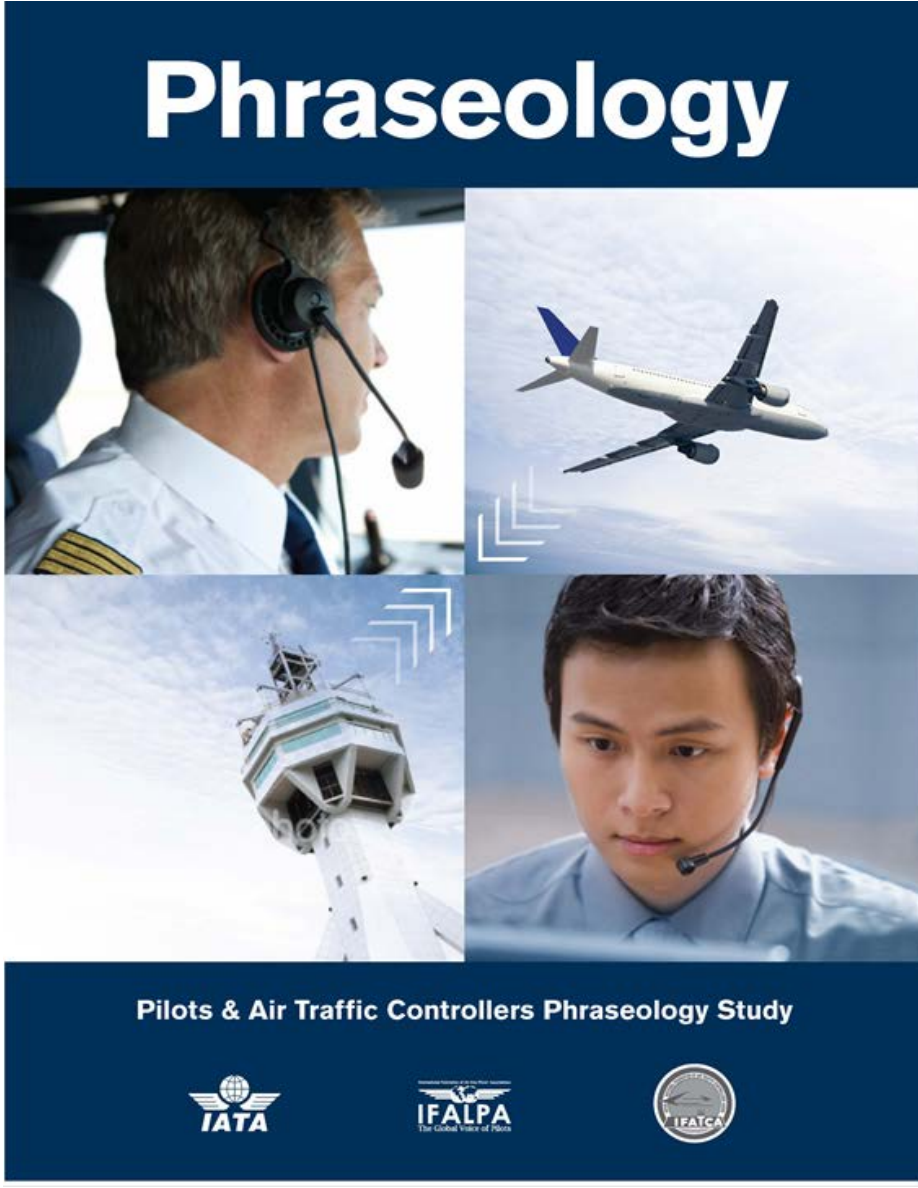 Phraseology
Pilots & Air Traffic Controllers Phraseology Study
IATA
IFALPA
The Global Voice of Pilots
IFATCA